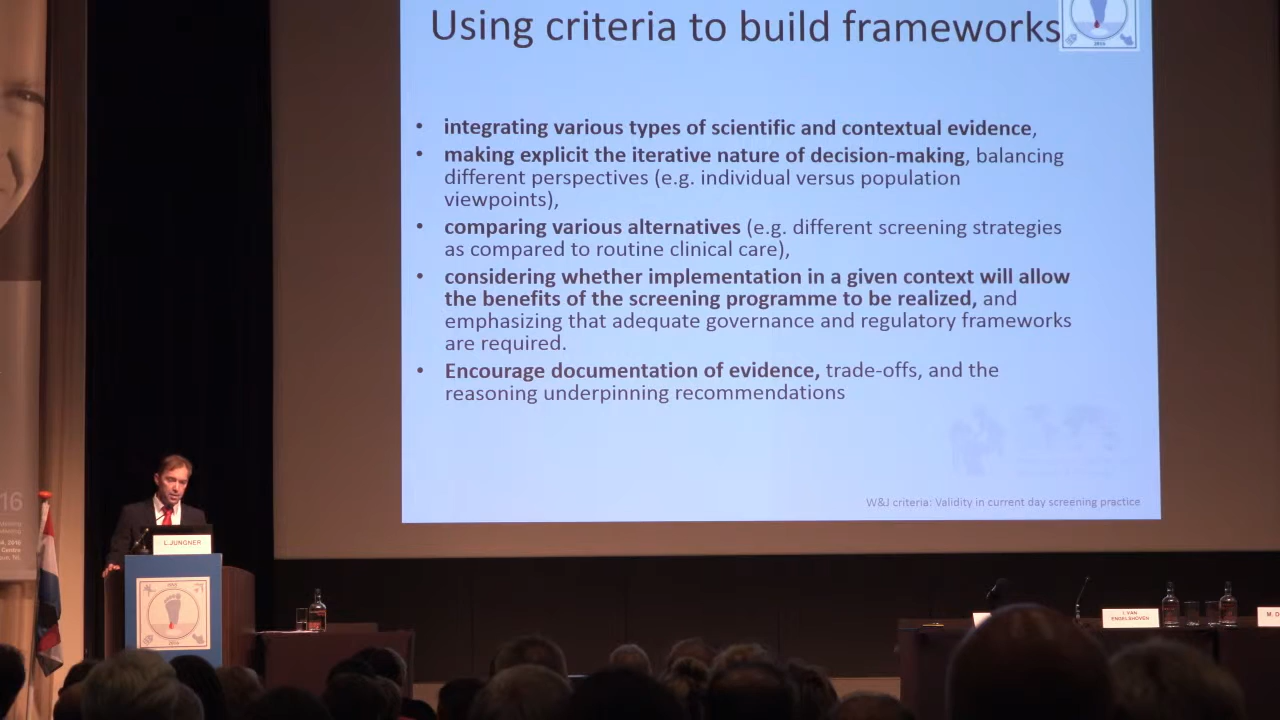 Using criteria to build frameworks
• integrating various types of scientific and contextual evidence,
• making explicit the iterative nature of decision-making, balancing
different perspectives (e.g. individual versus population
viewpoints),
• comparing various alternatives (e.g. different screening strategies
as compared to routine clinical care),
• considering whether implementation in a given context will allow
the benefits of the screening programme to be realized, and
emphasizing that adequate governance and regulatory frameworks
are required.
• Encourage documentation of evidence, trade-offs, and the
reasoning underpinning recommendations
W&J criteria: Validity in current day screening practice
16
L.JUNGNER
I. VAN
ENGELSHOVEN
M. D